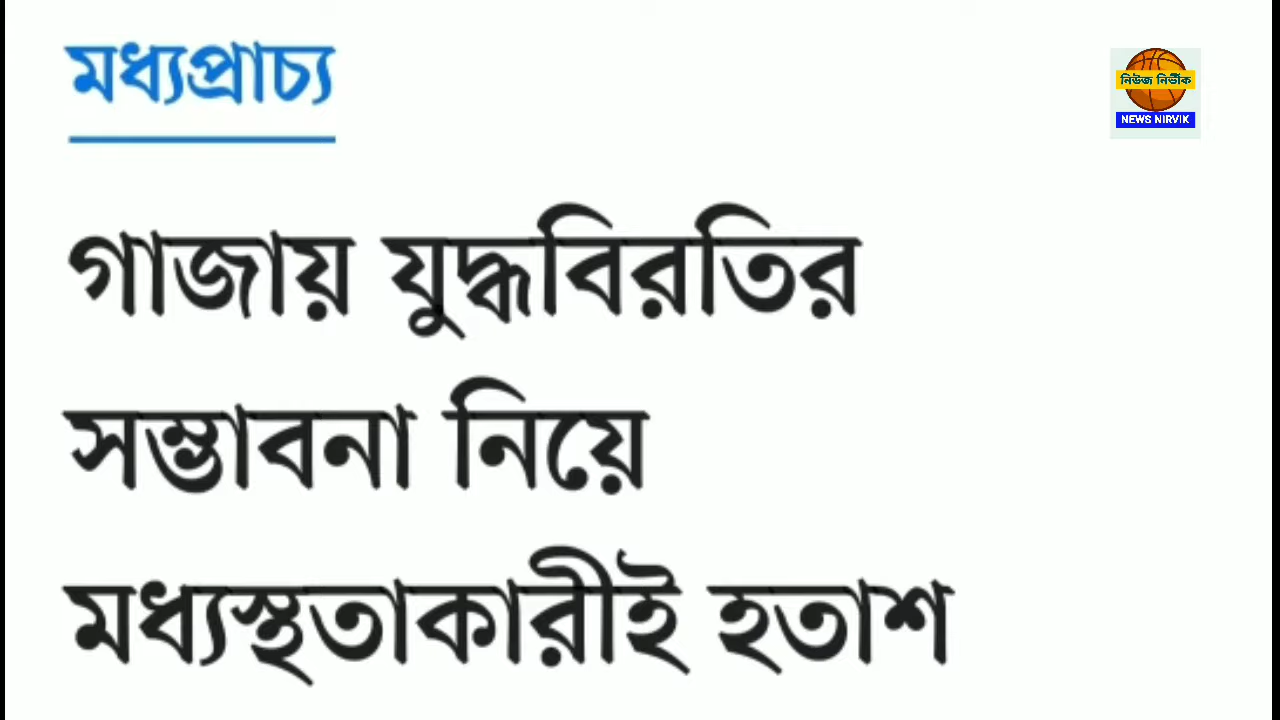 মধ্যপ্রাচ্য
নিউজ নির্ভীক
NEWS NIRVIK
গাজায় যুদ্ধবিরতির
সম্ভাবনা নিয়ে
মধ্যস্থতাকারীই হতাশ